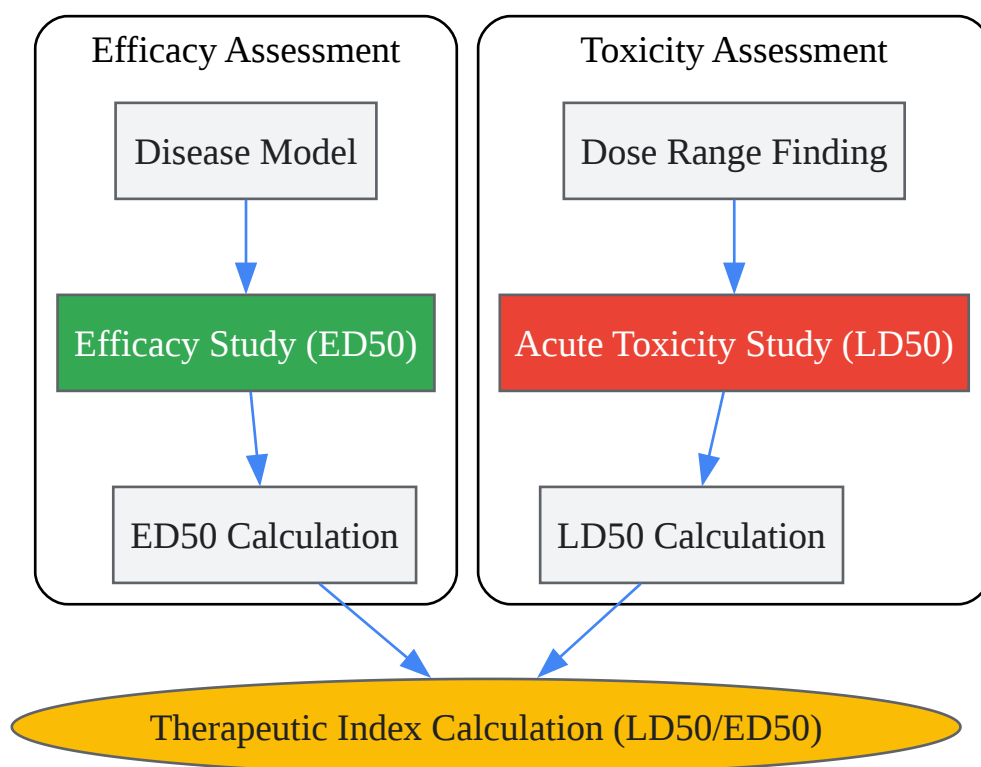 Efficacy Assessment
Disease Model
Efficacy Study (ED50)
ED50 Calculation
Toxicity Assessment
Dose Range Finding
Acute Toxicity Study (LD50)
LD50 Calculation
Therapeutic Index Calculation (LD50/ED50)